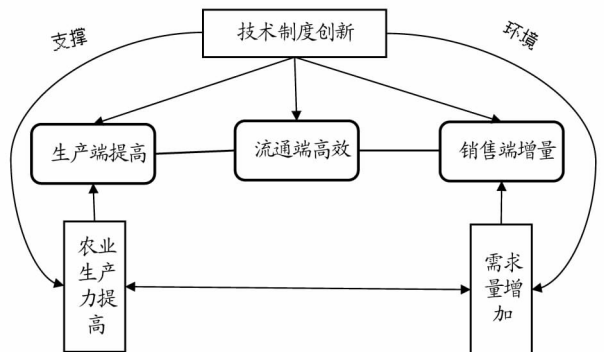 支撑
技术制度创新
环境
生产端提高
流通端高效
销售端增量
农业
生产
力提
高
需求
量增
加